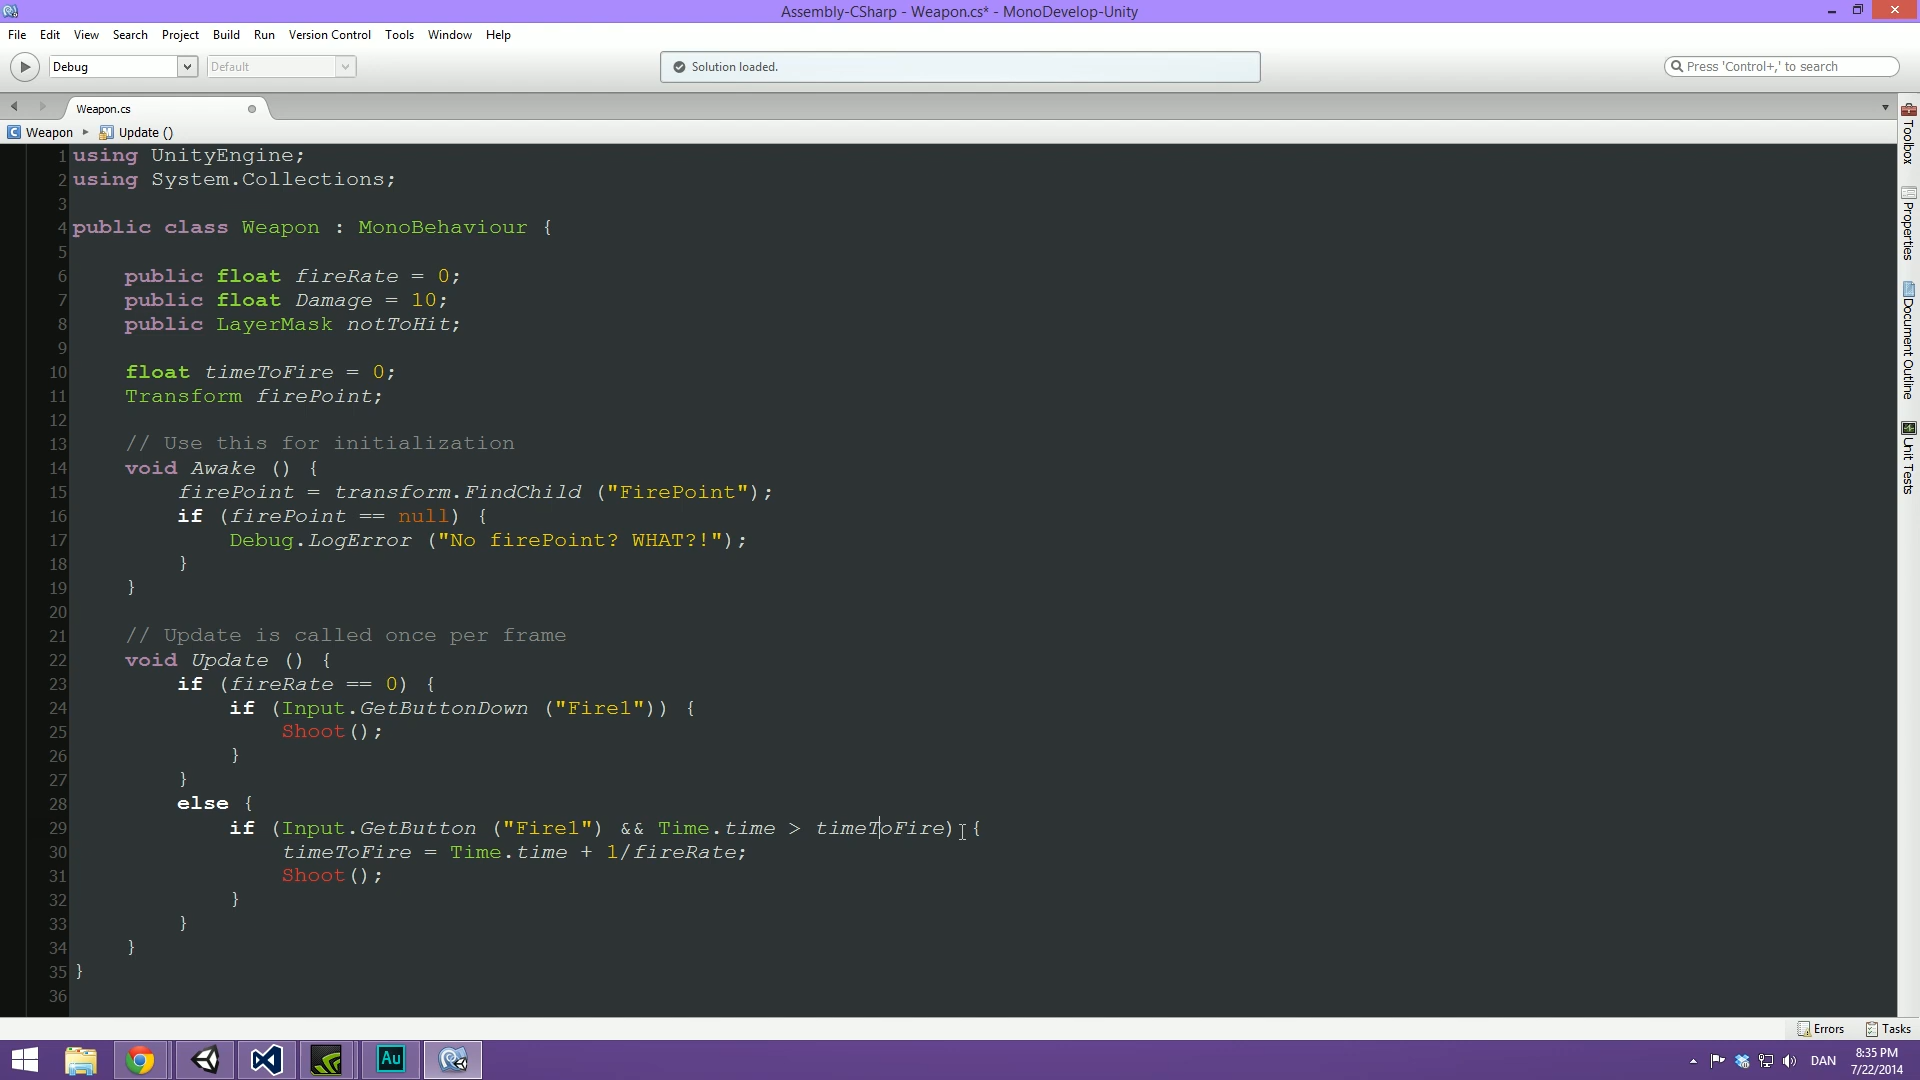 Assembly-CSharp - Weapon.cs* - MonoDevelop-Unity
File Edit View Search Project Build Run Version Control Tools Window Help
Debug Default Solution loaded. Press 'Control+,' to search
Weapon.cs
Weapon Update ()
1 using UnityEngine;
2 using System.Collections;
3
4 public class Weapon : MonoBehaviour {
5
6 public float fireRate = 0;
7 public float Damage = 10;
8 public LayerMask notToHit;
9
10 float timeToFire = 0;
11 Transform firePoint;
12
13 // Use this for initialization
14 void Awake () {
15 firePoint = transform.FindChild ("FirePoint");
16 if (firePoint == null) {
17 Debug.LogError ("No firePoint? WHAT?!");
18 }
19 }
20
21 // Update is called once per frame
22 void Update () {
23 if (fireRate == 0) {
24 if (Input.GetButtonDown ("Fire1")) {
25 Shoot();
26 }
27 }
28 else {
29 if (Input.GetButton ("Fire1") && Time.time > timeToFire) {
30 timeToFire = Time.time + 1/fireRate;
31 Shoot();
32 }
33 }
34 }
35 }
36
Toolbox
Properties
Document Outline
Unit Tests
Errors Tasks
Au
DAN
8:35 PM
7/22/2014